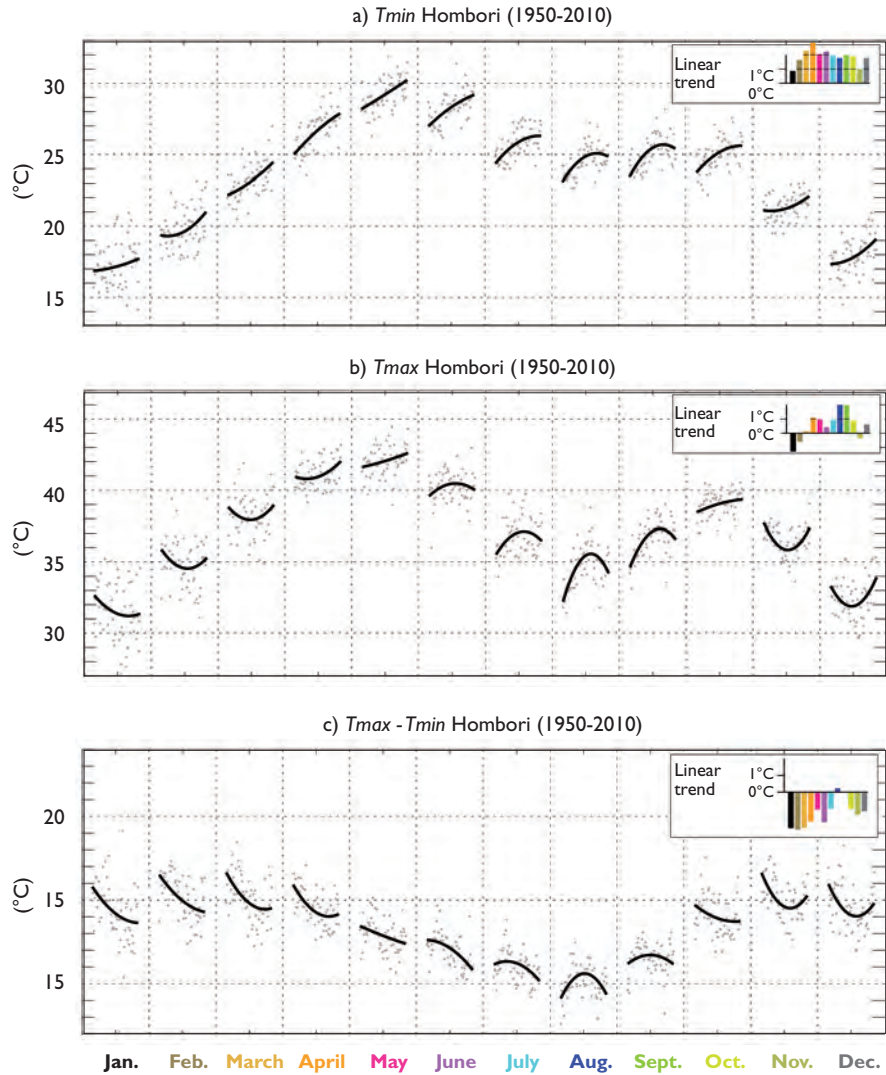 a) Tmin Hombori (1950-2010)
Linear
trend
1°C
0°C
30
25
20
15
(°C)
b) Tmax Hombori (1950-2010)
Linear
trend
1°C
0°C
45
40
35
30
(°C)
c) Tmax - Tmin Hombori (1950-2010)
Linear
trend
1°C
0°C
20
15
15
(°C)
Jan. Feb. March April May June July Aug. Sept. Oct. Nov. Dec.